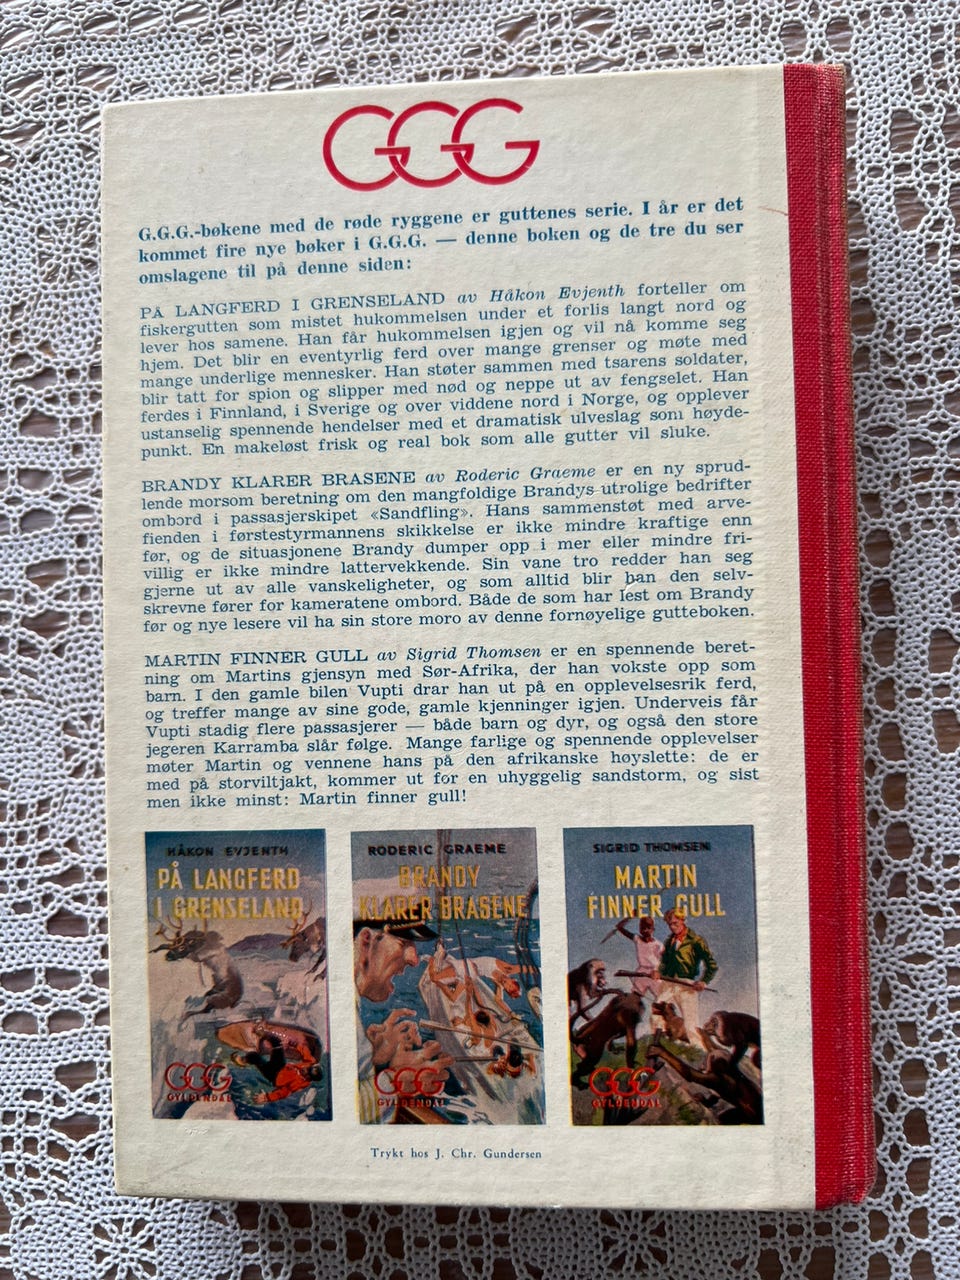 GGG
G.G.G.-bøkene med de røde ryggene er guttenes serie. I år er det
kommet fire nye bøker i G.G.G. — denne boken og de tre du ser
omslagene til på denne siden:
PÅ LANGFERD I GRENSELAND av Håkon Evjenth forteller om
fiskergutten som mistet hukommelsen under et forlis langt nord og
lever hos samene. Han får hukommelsen igjen og vil nå komme seg
hjem. Det blir en eventyrlig ferd over mange grenser og møte med
mange underlige mennesker. Han støter sammen med tsarens soldater,
blir tatt for spion og slipper med nød og neppe ut av fengselet. Han
ferdes i Finnland, i Sverige og over viddene nord i Norge, og opplever
ustanselig spennende hendelser med et dramatisk ulveslag som høyde-
punkt. En makeløst frisk og real bok som alle gutter vil sluke.
BRANDY KLARER BRASENE av Roderic Graeme er en ny sprud-
lende morsom beretning om den mangfoldige Brandys utrolige bedrifter
ombord i passasjerskipet «Sandfling». Hans sammenstøt med arve-
fienden i førstestyrmannens skikkelse er ikke mindre kraftige enn
før, og de situasjonene Brandy dumper opp i mer eller mindre fri-
villig er ikke mindre lattervekkende. Sin vane tro redder han seg
gjerne ut av alle vanskeligheter, og som alltid blir han den selv-
skrevne fører for kameratene ombord. Både de som har lest om Brandy
før og nye lesere vil ha sin store moro av denne fornøyelige gutteboken.
MARTIN FINNER GULL av Sigrid Thomsen er en spennende beret-
ning om Martins gjensyn med Sør-Afrika, der han vokste opp som
barn. I den gamle bilen Vupti drar han ut på en opplevelsesrik ferd,
og treffer mange av sine gode, gamle kjenninger igjen. Underveis får
Vupti stadig flere passasjerer — både barn og dyr, og også den store
jegeren Karramba slår følge. Mange farlige og spennende opplevelser
møter Martin og vennene hans på den afrikanske høyslette: de er
med på storviltjakt, kommer ut for en uhyggelig sandstorm, og sist
men ikke minst: Martin finner gull!
HÅKON EVJENTH
PÅ LANGFERD
I GRENSELAND
GGG
GYLDENDAL
RODERIC GRAEME
BRANDY
KLARER BRASENE
GGG
GYLDENDAL
SIGRID THOMSEN
MARTIN
FINNER GULL
GGG
GYLDENDAL
Trykt hos J. Chr. Gundersen